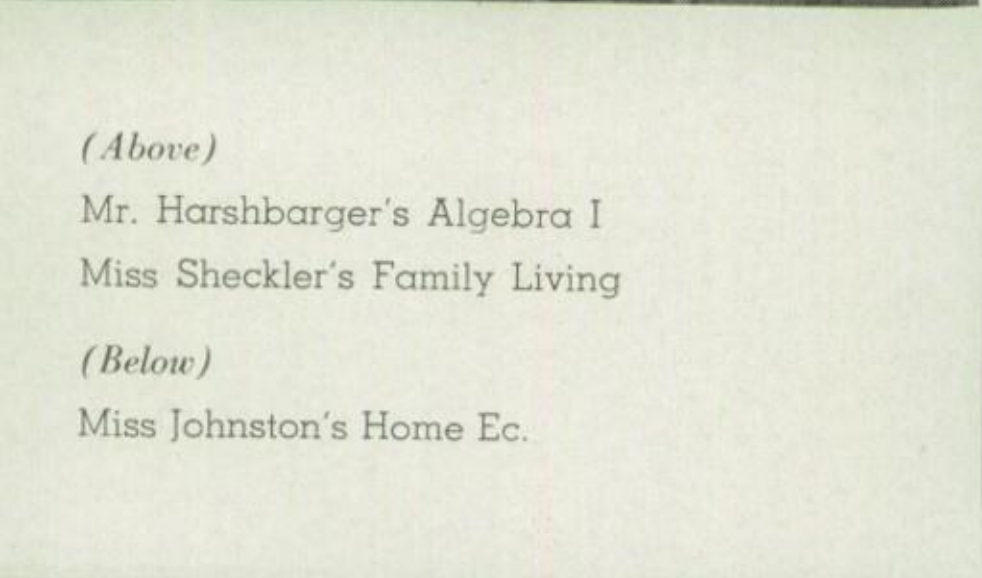 (Above)
Mr. Harshbarger's Algebra I
Miss Sheckler's Family Living
(Below)
Miss Johnston's Home Ec.